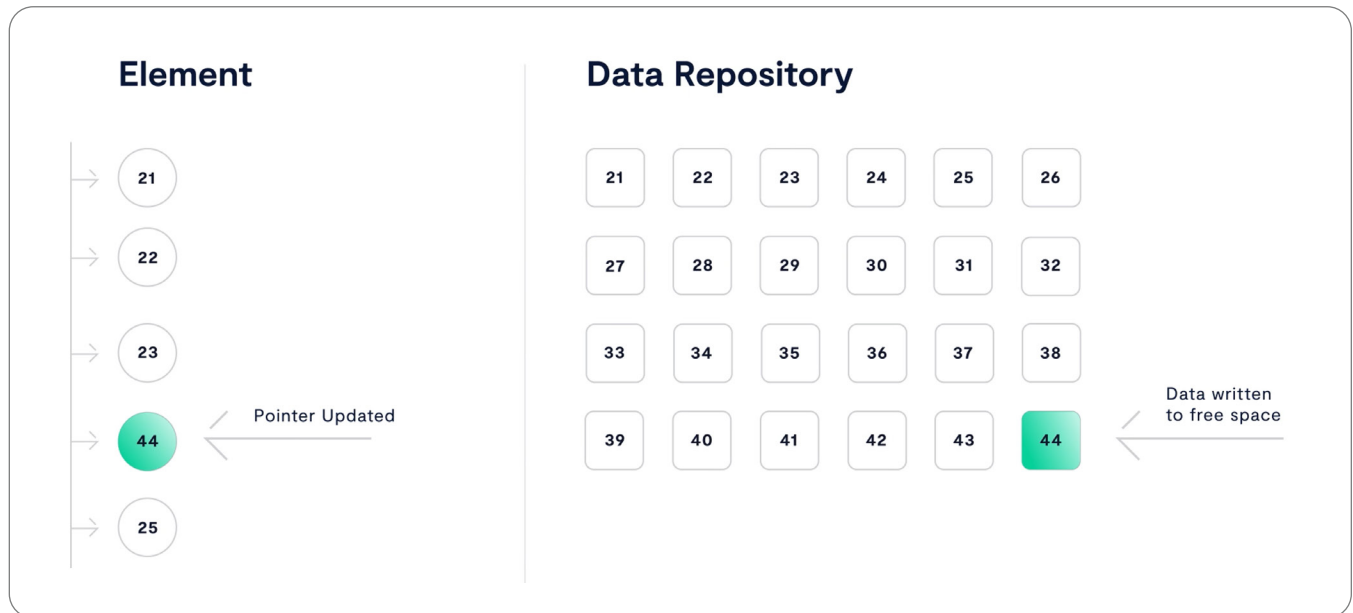 Element
21
22
23
44
Pointer Updated
25
Data Repository
21 22 23 24 25 26
27 28 29 30 31 32
33 34 35 36 37 38
39 40 41 42 43 44
Data written
to free space